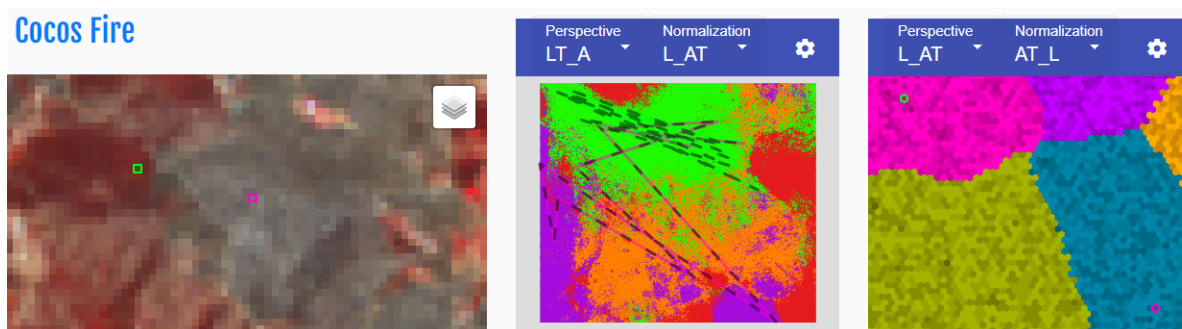 Cocos Fire
Perspective Normalization
LT_A L_AT
Perspective Normalization
L_AT AT_L